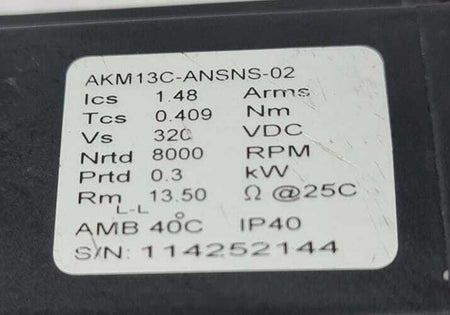 AKM13C-ANSNS-02
Ics 1.48 Arms
Tcs 0.409 Nm
Vs 320 VDC
Nrtd 8000 RPM
Prtd 0.3 kW
Rm 13.50 Ω @25C
L-L
AMB 40°C IP40
S/N: 114252144